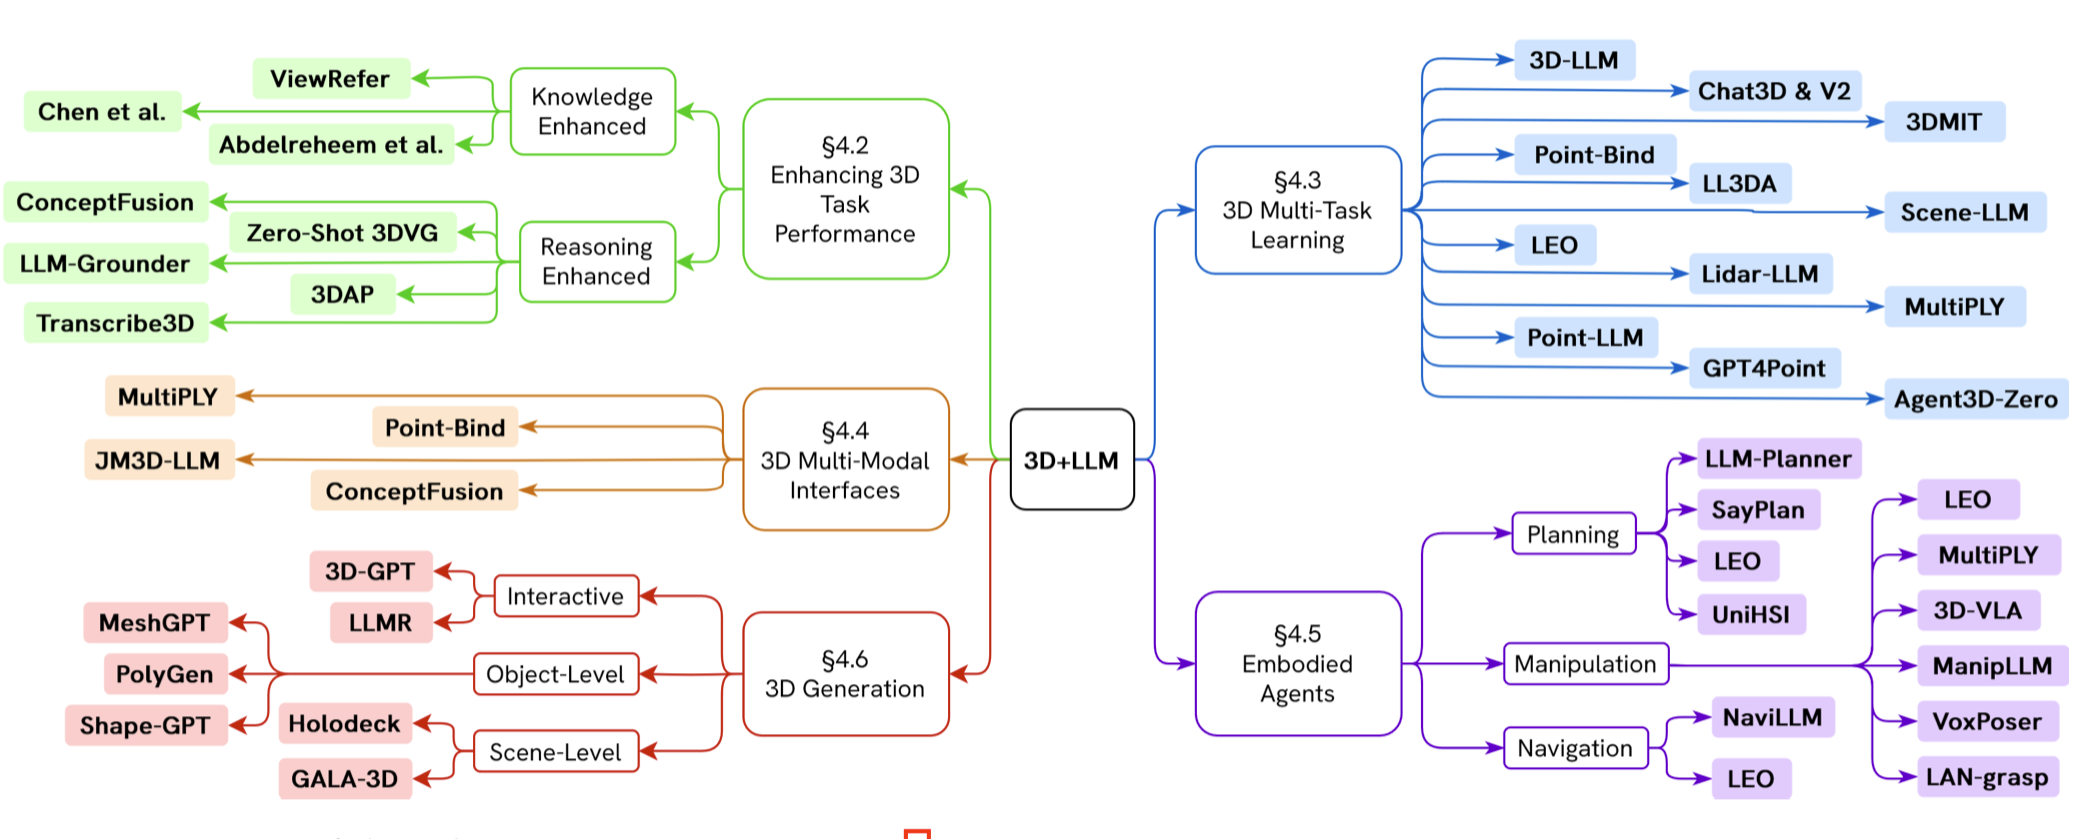 ViewRefer
Chen et al.
Abdelreheem et al.
Knowledge
Enhanced
ConceptFusion
Zero-Shot 3DVG
LLM-Grounder
3DAP
Transcribe3D
Reasoning
Enhanced
§4.2
Enhancing 3D
Task
Performance
MultiPLY
Point-Bind
JM3D-LLM
ConceptFusion
§4.4
3D Multi-Modal
Interfaces
3D-GPT
LLMR
Interactive
MeshGPT
PolyGen
Shape-GPT
Object-Level
Holodeck
GALA-3D
Scene-Level
§4.6
3D Generation
3D+LLM
§4.3
3D Multi-Task
Learning
3D-LLM
Chat3D & V2
3DMIT
Point-Bind
LL3DA
Scene-LLM
LEO
Lidar-LLM
MultiPLY
Point-LLM
GPT4Point
Agent3D-Zero
§4.5
Embodied
Agents
Planning
LLM-Planner
SayPlan
LEO
UniHSI
Manipulation
LEO
MultiPLY
3D-VLA
ManipLLM
VoxPoser
LAN-grasp
Navigation
NaviLLM
LEO